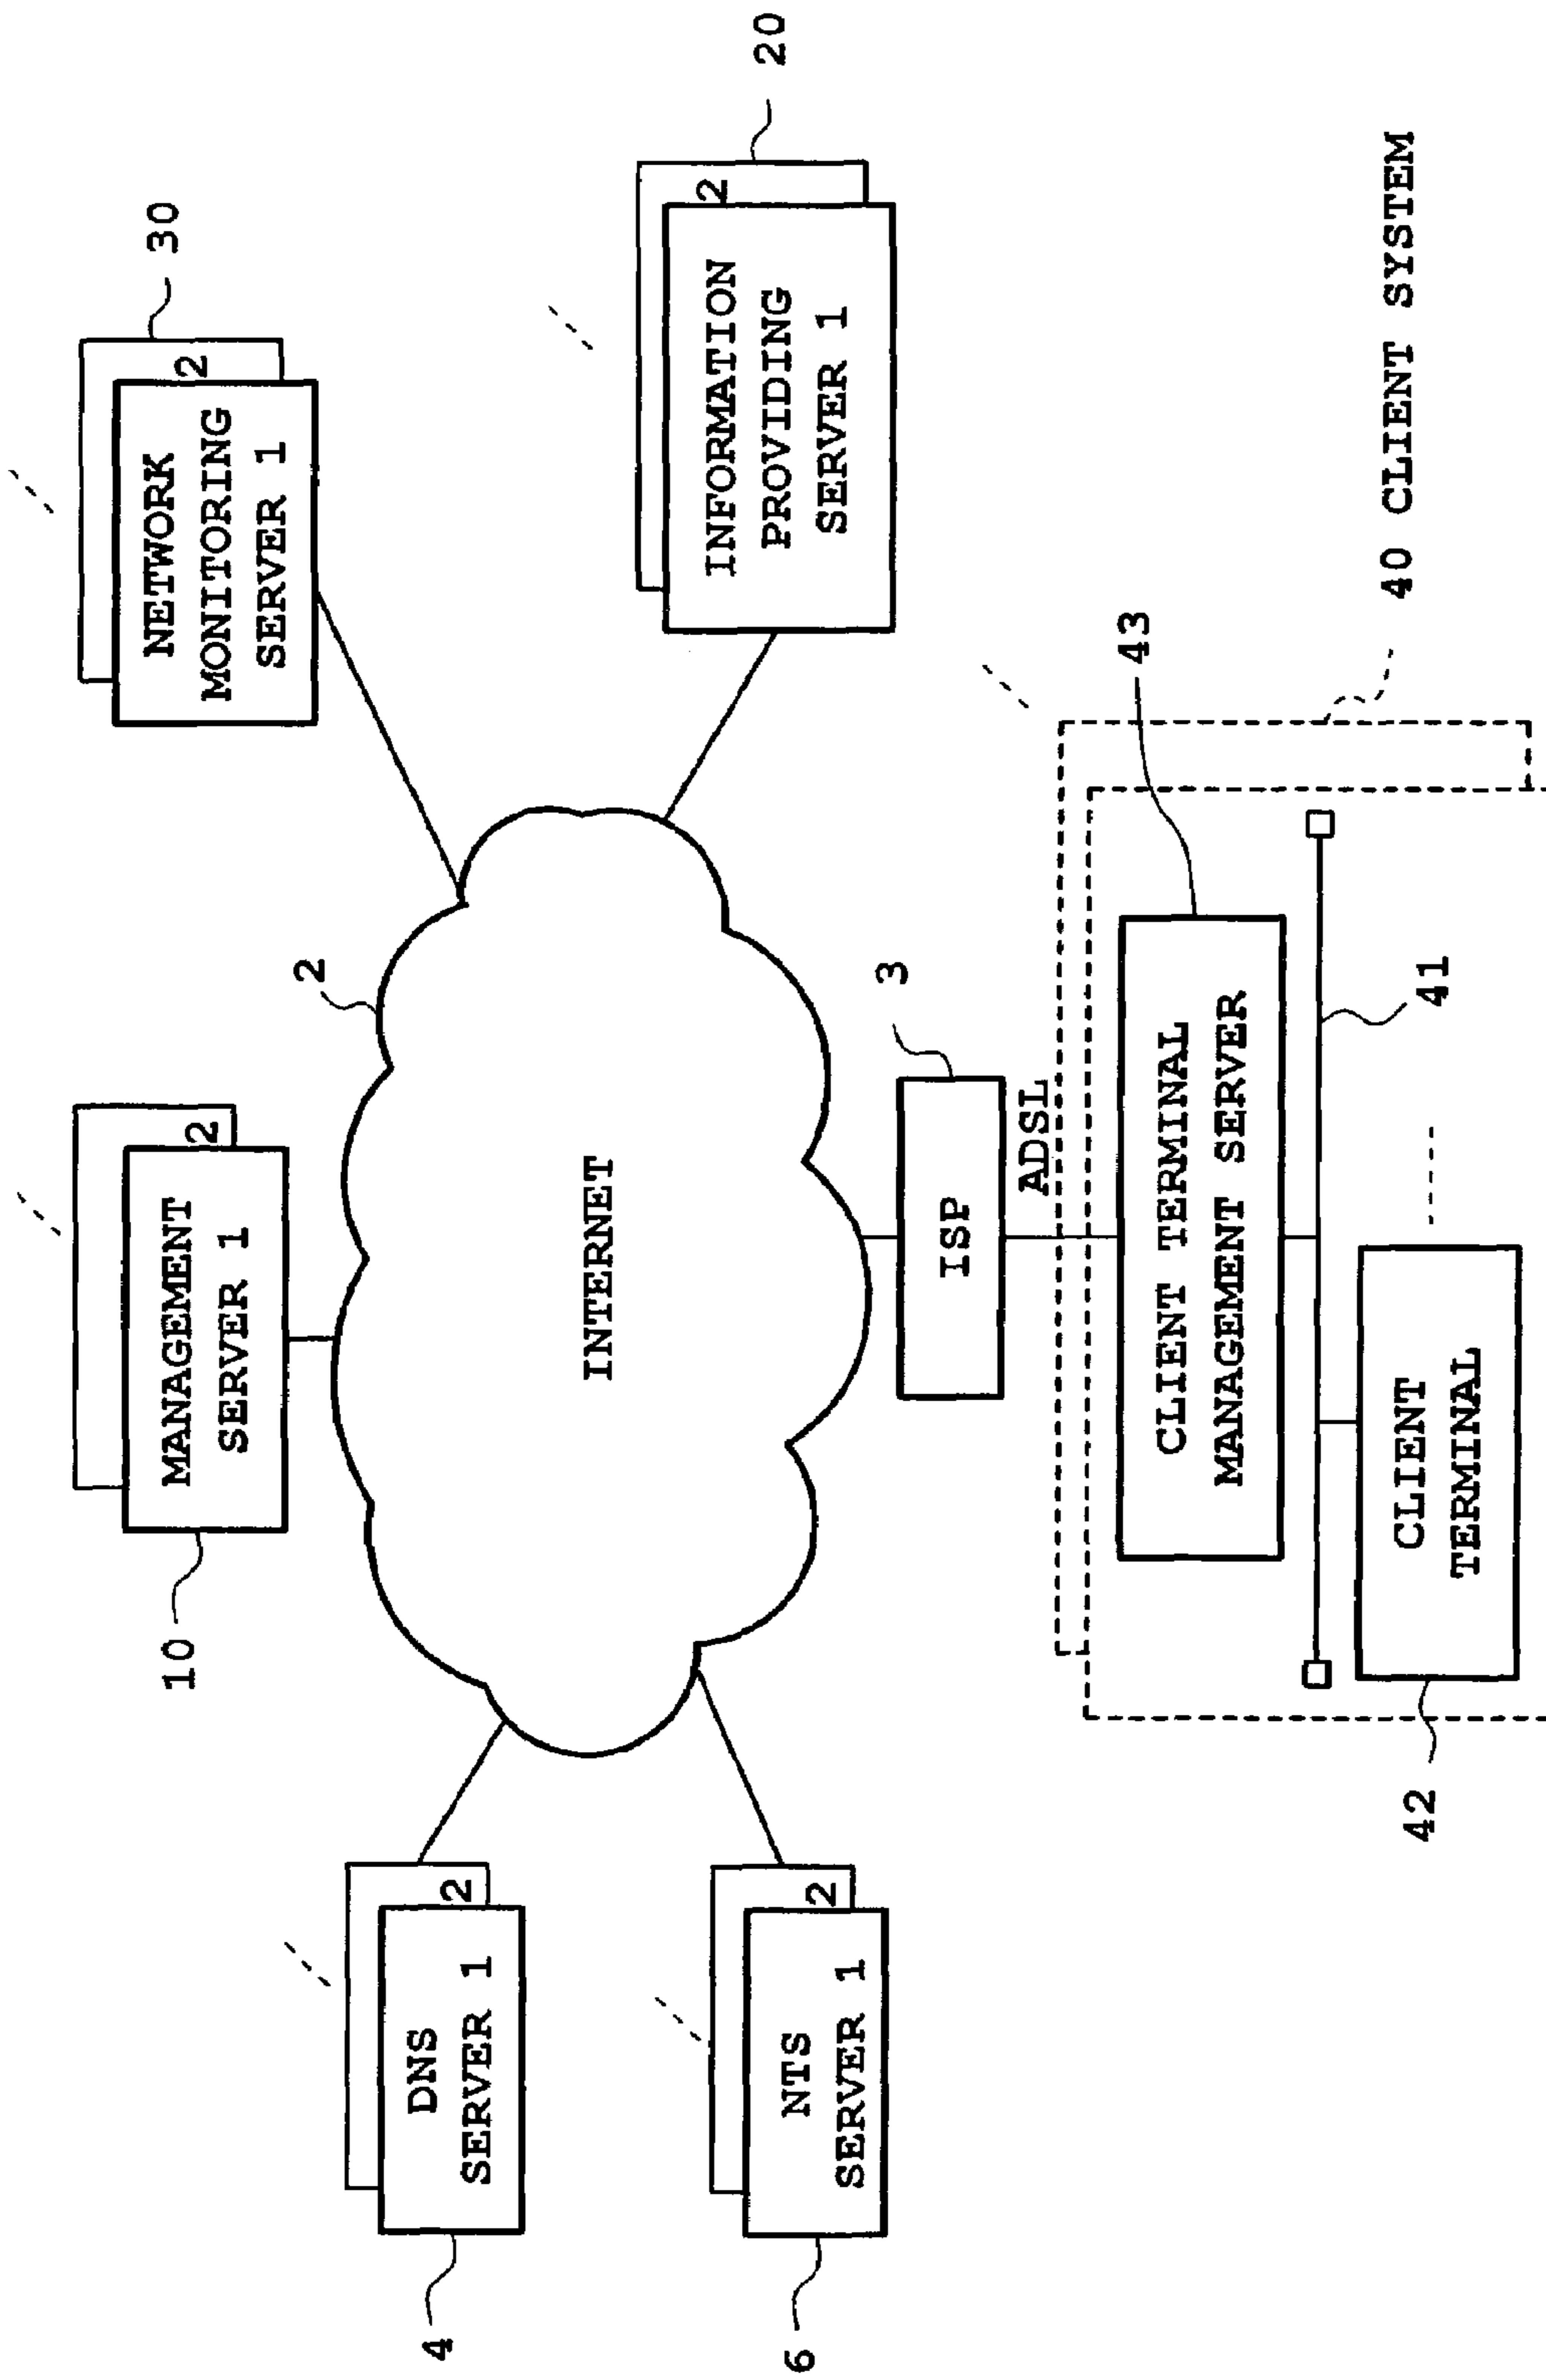 30
2
NETWORK
MONITORING
SERVER 1
10
2
MANAGEMENT
SERVER 1
2
20
2
INFORMATION
PROVIDING
SERVER 1
4
2
DNS
SERVER 1
INTERNET
6
2
NTS
SERVER 1
3
ISP
ADSL
43
CLIENT TERMINAL
MANAGEMENT SERVER
40 CLIENT SYSTEM
41
42
CLIENT
TERMINAL